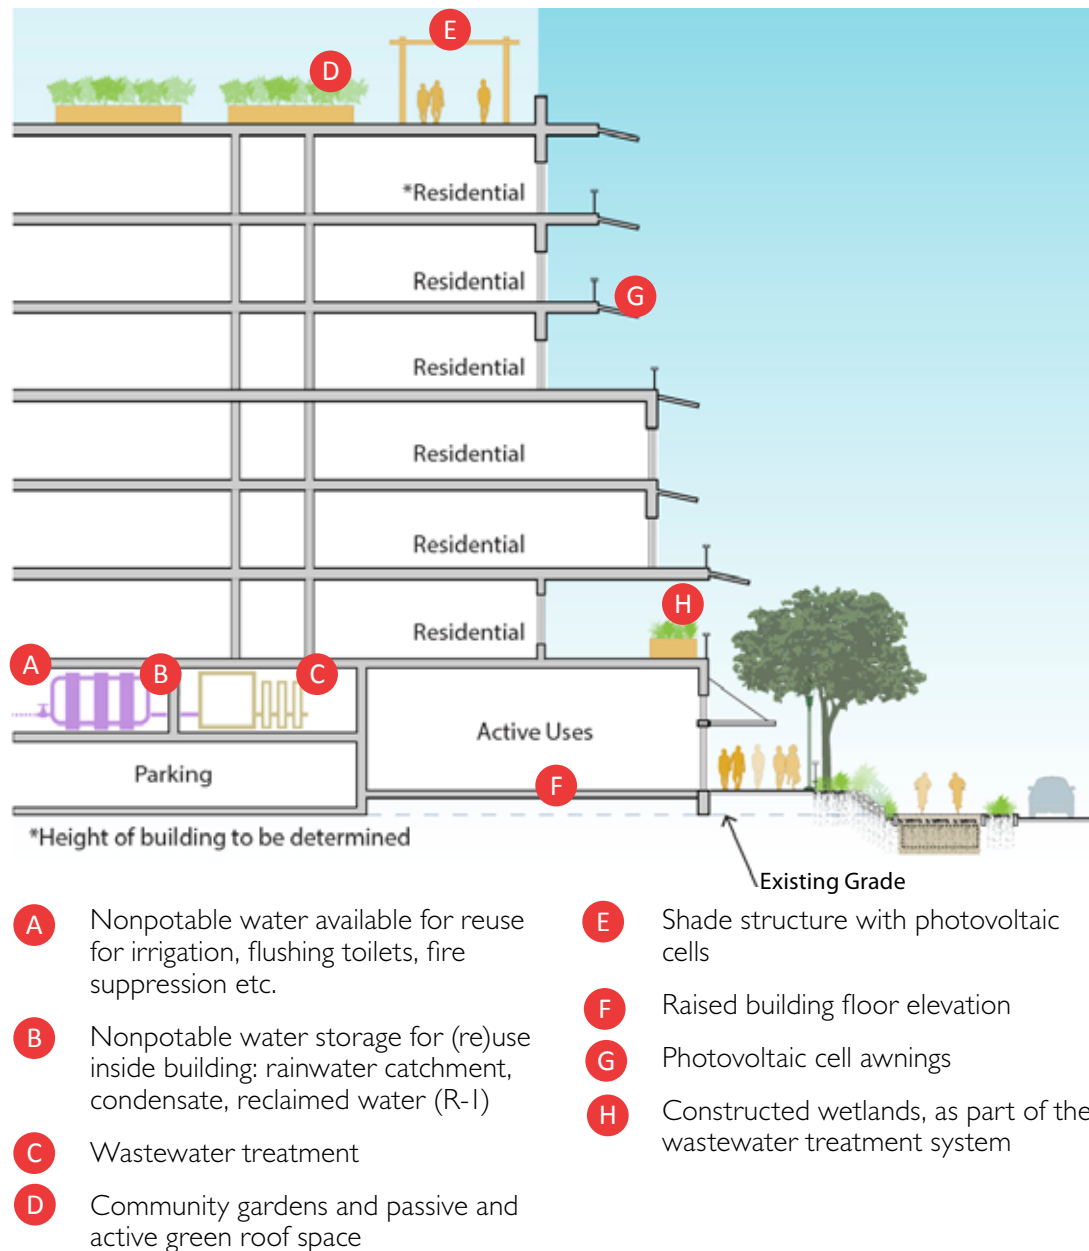 E
D
*Residential
Residential
G
Residential
Residential
Residential
H
Residential
A
B
C
Active Uses
Parking
F
*Height of building to be determined
Existing Grade
A Nonpotable water available for reuse
for irrigation, flushing toilets, fire
suppression etc.
B Nonpotable water storage for (re)use
inside building: rainwater catchment,
condensate, reclaimed water (R-1)
C Wastewater treatment
D Community gardens and passive and
active green roof space
E Shade structure with photovoltaic
cells
F Raised building floor elevation
G Photovoltaic cell awnings
H Constructed wetlands, as part of the
wastewater treatment system